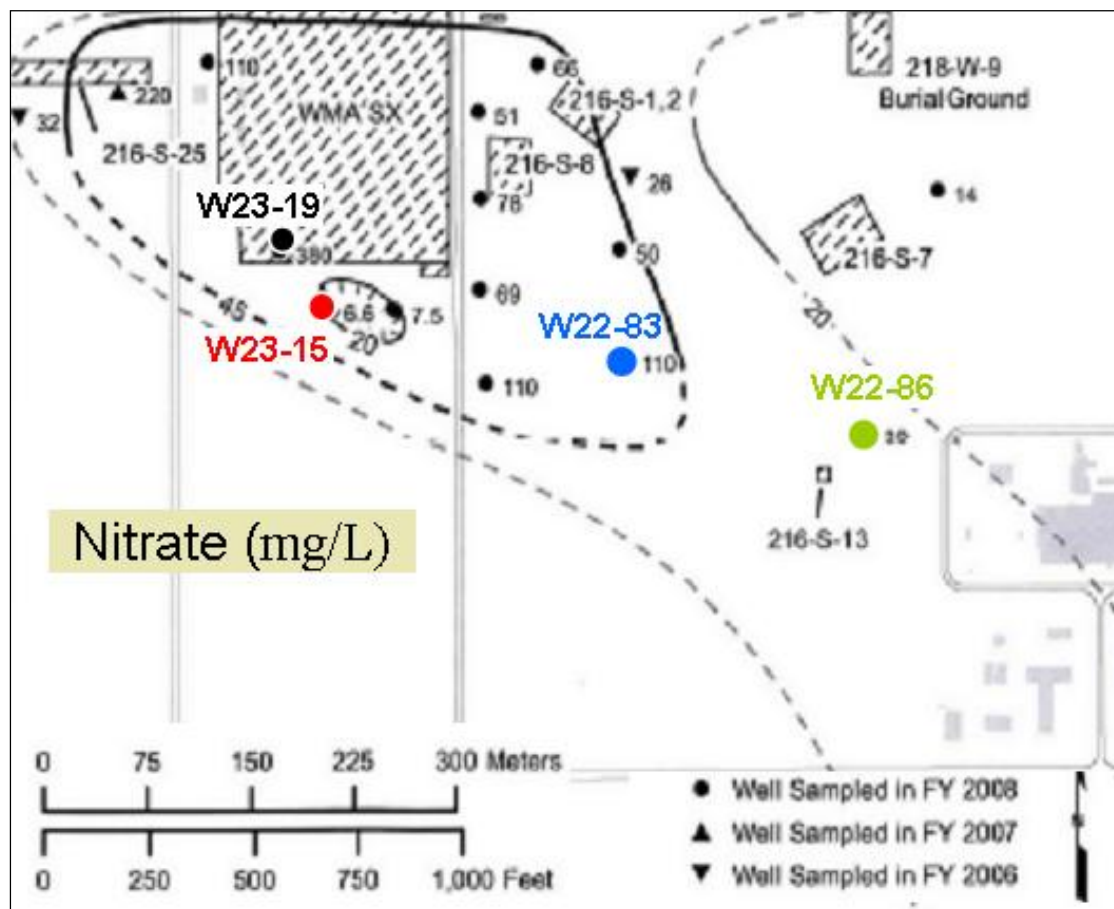 110
66
218-W-9
Burial Ground
220
WMA SX
216-S-1,2
32
51
216-S-25
216-S-8
26
14
W23-19
78
380
50
216-S-7
45
6.6
7.5
69
20
20
W23-15
W22-83
110
110
W22-86
216-S-13
Nitrate (mg/L)
0 75 150 225 300 Meters
0 250 500 750 1,000 Feet
Well Sampled in FY 2008
Well Sampled in FY 2007
Well Sampled in FY 2006